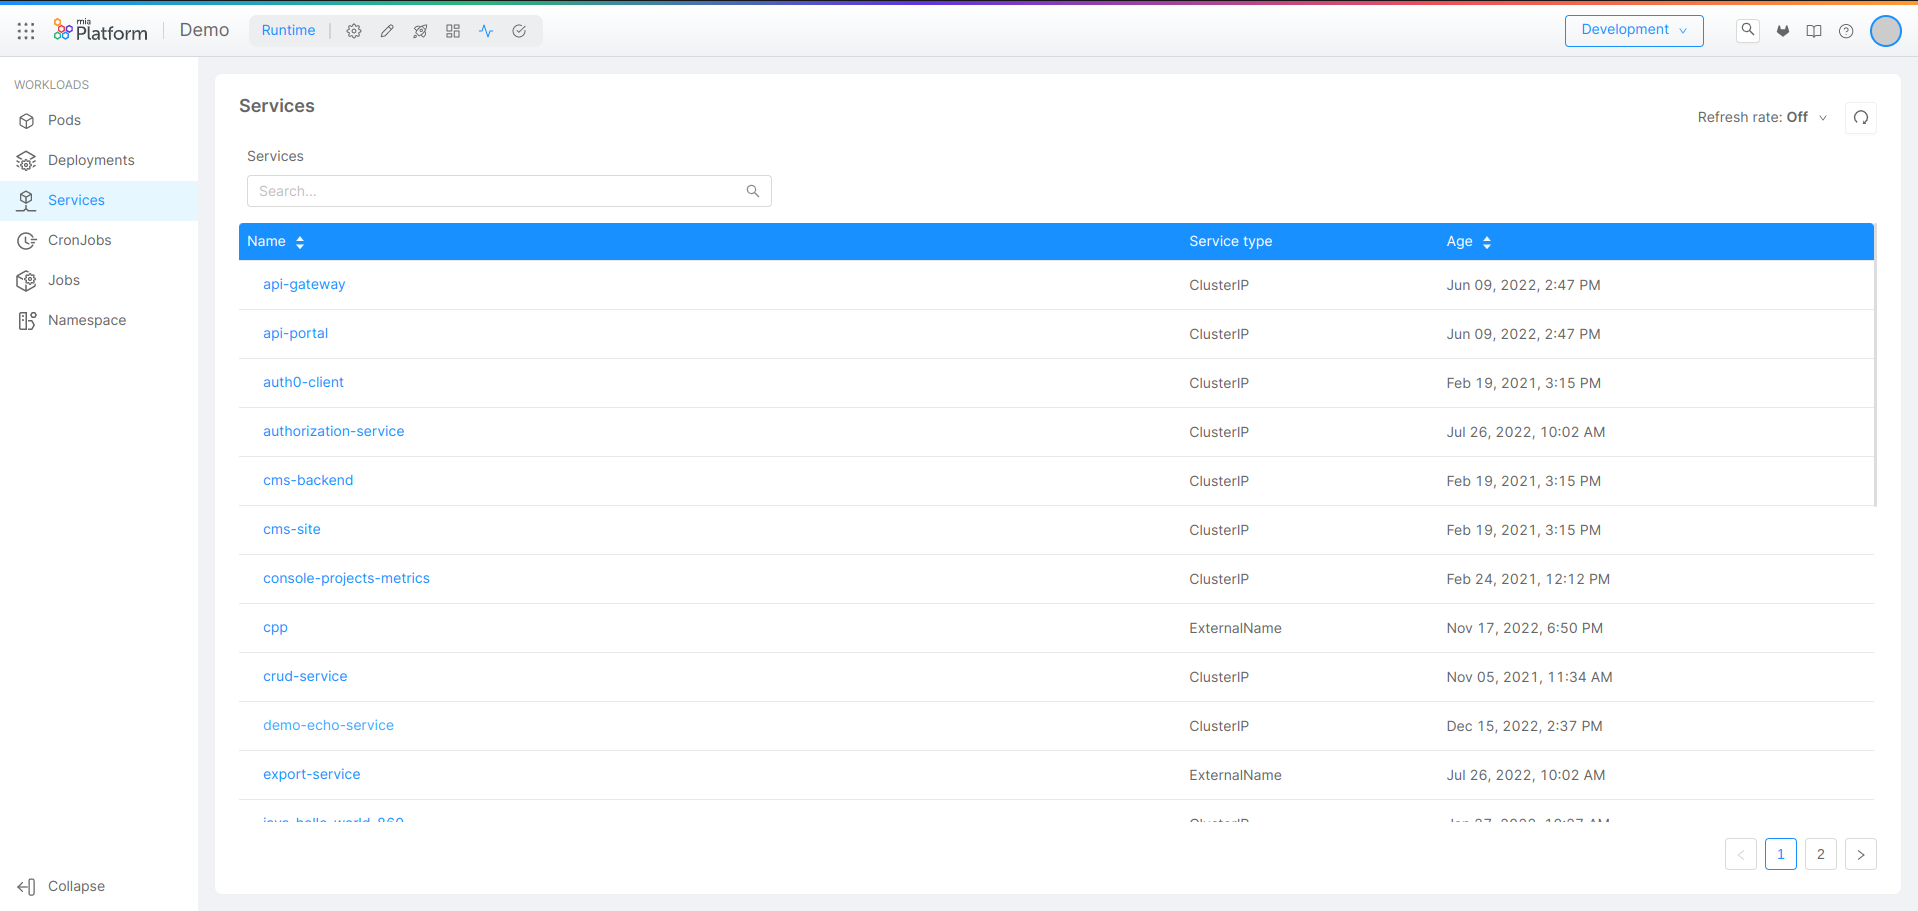 mia
Platform
Demo
Runtime
Development
WORKLOADS
Pods
Deployments
Services
CronJobs
Jobs
Namespace
Collapse
Services
Refresh rate: Off
Services
Search...
Name Service type Age
api-gateway ClusterIP Jun 09, 2022, 2:47 PM
api-portal ClusterIP Jun 09, 2022, 2:47 PM
auth0-client ClusterIP Feb 19, 2021, 3:15 PM
authorization-service ClusterIP Jul 26, 2022, 10:02 AM
cms-backend ClusterIP Feb 19, 2021, 3:15 PM
cms-site ClusterIP Feb 19, 2021, 3:15 PM
console-projects-metrics ClusterIP Feb 24, 2021, 12:12 PM
cpp ExternalName Nov 17, 2022, 6:50 PM
crud-service ClusterIP Nov 05, 2021, 11:34 AM
demo-echo-service ClusterIP Dec 15, 2022, 2:37 PM
export-service ExternalName Jul 26, 2022, 10:02 AM
ClusterIP
1 2